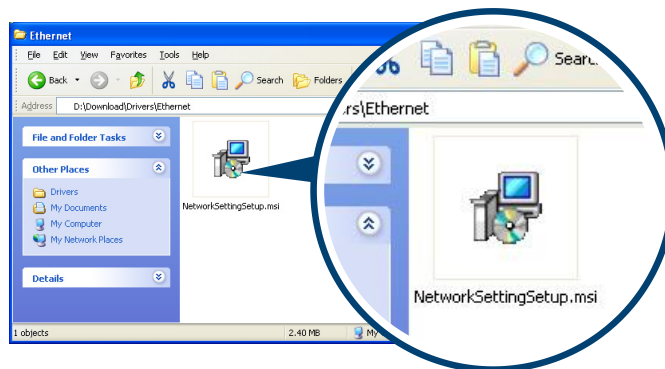 Ethernet
File Edit View Favorites Tools Help
Back Search Folders
Address D:\Download\Drivers\Ethernet
File and Folder Tasks
Other Places
Drivers
My Documents
My Computer
My Network Places
Details
NetworkSettingSetup.msi
1 objects 2.40 MB My
Searc
rs\Ethernet
NetworkSettingSetup.msi